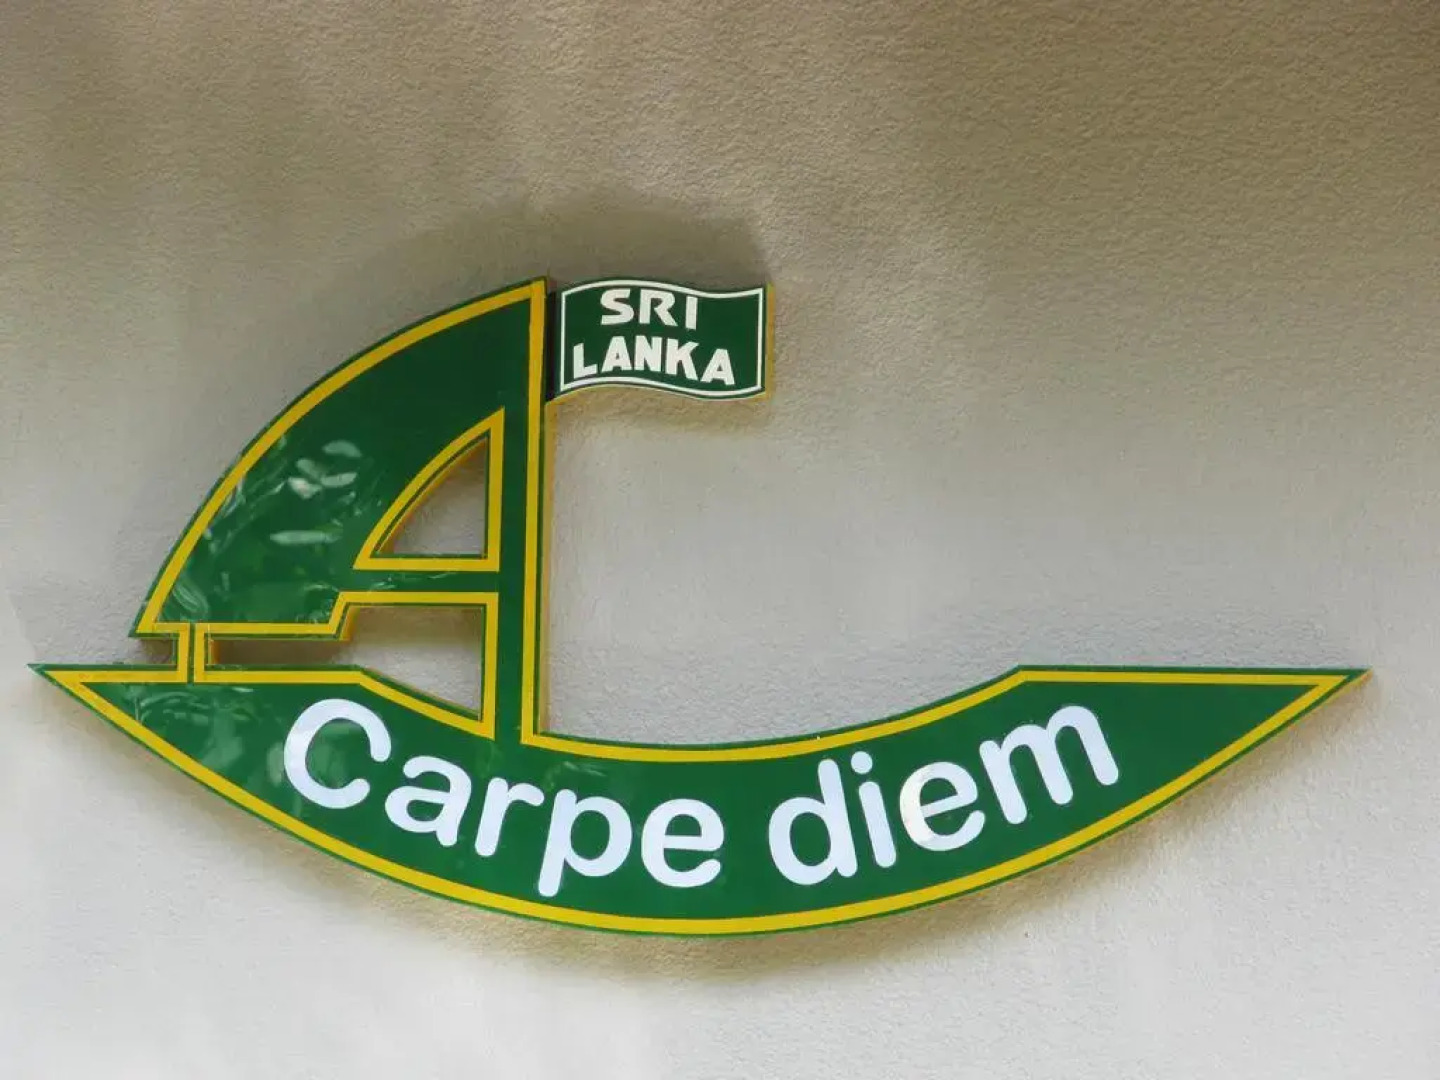 SRI
LANKA
A
Carpe diem